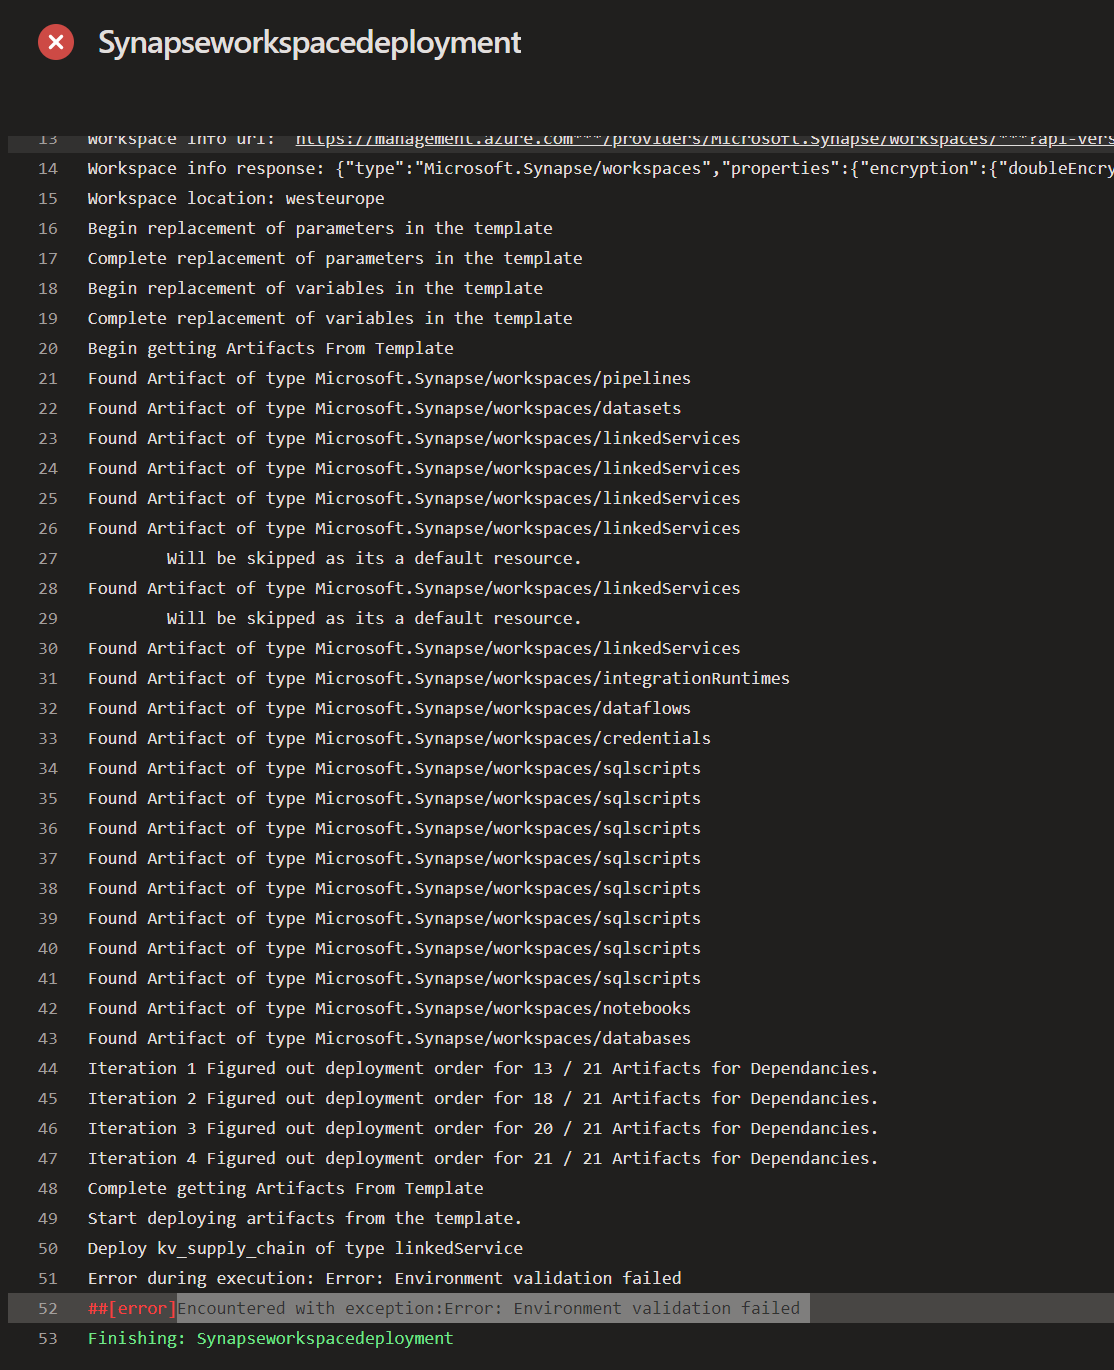 Synapseworkspacedeployment
13 Workspace info url: https://management.azure.com***/providers/Microsoft.Synapse/workspaces/***?api-vers
14 Workspace info response: {"type":"Microsoft.Synapse/workspaces","properties":{"encryption":{"doubleEncry
15 Workspace location: westeurope
16 Begin replacement of parameters in the template
17 Complete replacement of parameters in the template
18 Begin replacement of variables in the template
19 Complete replacement of variables in the template
20 Begin getting Artifacts From Template
21 Found Artifact of type Microsoft.Synapse/workspaces/pipelines
22 Found Artifact of type Microsoft.Synapse/workspaces/datasets
23 Found Artifact of type Microsoft.Synapse/workspaces/linkedServices
24 Found Artifact of type Microsoft.Synapse/workspaces/linkedServices
25 Found Artifact of type Microsoft.Synapse/workspaces/linkedServices
26 Found Artifact of type Microsoft.Synapse/workspaces/linkedServices
27 Will be skipped as its a default resource.
28 Found Artifact of type Microsoft.Synapse/workspaces/linkedServices
29 Will be skipped as its a default resource.
30 Found Artifact of type Microsoft.Synapse/workspaces/linkedServices
31 Found Artifact of type Microsoft.Synapse/workspaces/integrationRuntimes
32 Found Artifact of type Microsoft.Synapse/workspaces/dataflows
33 Found Artifact of type Microsoft.Synapse/workspaces/credentials
34 Found Artifact of type Microsoft.Synapse/workspaces/sqlscripts
35 Found Artifact of type Microsoft.Synapse/workspaces/sqlscripts
36 Found Artifact of type Microsoft.Synapse/workspaces/sqlscripts
37 Found Artifact of type Microsoft.Synapse/workspaces/sqlscripts
38 Found Artifact of type Microsoft.Synapse/workspaces/sqlscripts
39 Found Artifact of type Microsoft.Synapse/workspaces/sqlscripts
40 Found Artifact of type Microsoft.Synapse/workspaces/sqlscripts
41 Found Artifact of type Microsoft.Synapse/workspaces/sqlscripts
42 Found Artifact of type Microsoft.Synapse/workspaces/notebooks
43 Found Artifact of type Microsoft.Synapse/workspaces/databases
44 Iteration 1 Figured out deployment order for 13 / 21 Artifacts for Dependancies.
45 Iteration 2 Figured out deployment order for 18 / 21 Artifacts for Dependancies.
46 Iteration 3 Figured out deployment order for 20 / 21 Artifacts for Dependancies.
47 Iteration 4 Figured out deployment order for 21 / 21 Artifacts for Dependancies.
48 Complete getting Artifacts From Template
49 Start deploying artifacts from the template.
50 Deploy kv_supply_chain of type linkedService
51 Error during execution: Error: Environment validation failed
52 ##[error]Encountered with exception:Error: Environment validation failed
53 Finishing: Synapseworkspacedeployment